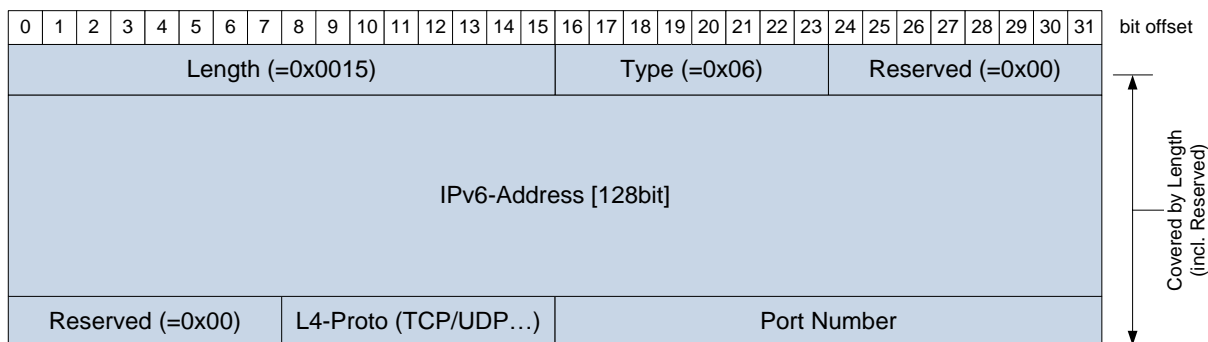 0 1 2 3 4 5 6 7 8 9 10 11 12 13 14 15 16 17 18 19 20 21 22 23 24 25 26 27 28 29 30 31 bit offset
Length (=0x0015) Type (=0x06) Reserved (=0x00)
IPv6-Address [128bit]
Covered by Length
(incl. Reserved)
Reserved (=0x00) L4-Proto (TCP/UDP…) Port Number